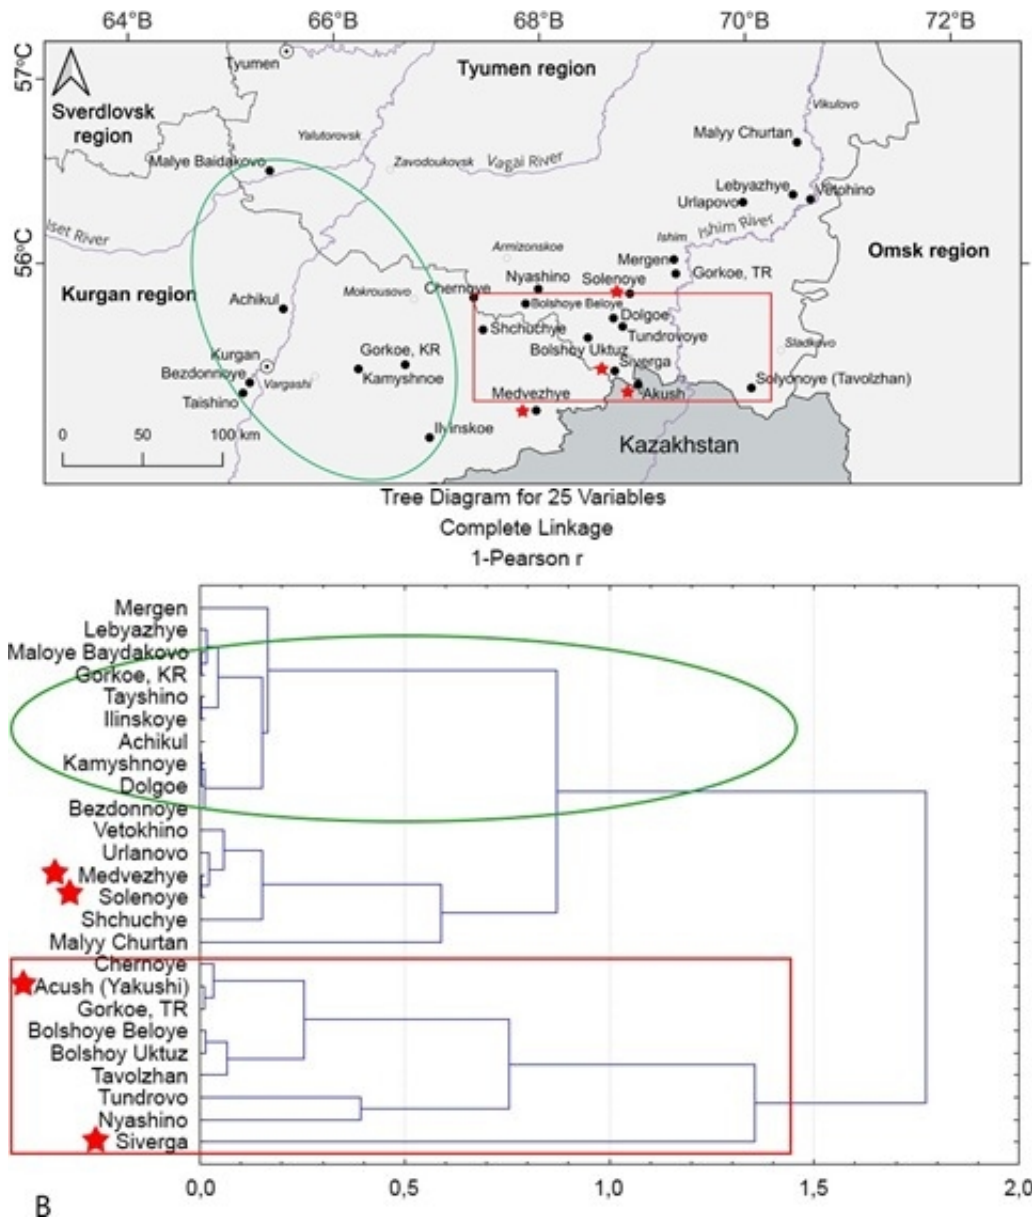 64°B 66°B 68°B 70°B 72°B
57°C
Tyumen
Tyumen region
Sverdlovsk
region
Vikulovo
Yalutorovsk
Malyy Churtan
Malye Baidakovo
Zavodoukovsk
Vagai River
Lebyazhye
Vetohino
Urlapovo
Iset River
Ishim River
Ishim
Armizonskoe
56°C
Mergen
Omsk region
Nyashino
Solenoye
Gorkoe, TR
Kurgan region
Mokrousovo
Chernoye
Achikul
Bolshoye Beloye
Dolgoe
Shchuchye
Tundrovoye
Gorkoe, KR
Bolshoy Uktuz
Sladkovo
Kurgan
Siverga
Bezdonnoye
Vargashi
Kamyshnoe
Solyonoye (Tavolzhan)
Taishino
Medvezhye
Akush
Ilyinskoe
0 50 100 km
Kazakhstan
Tree Diagram for 25 Variables
Complete Linkage
1-Pearson r
Mergen
Lebyazhye
Maloye Baydakovo
Gorkoe, KR
Tayshino
Ilinskoye
Achikul
Kamyshnoye
Dolgoe
Bezdonnoye
Vetokhino
Urlanovo
Medvezhye
Solenoye
Shchuchye
Malyy Churtan
Chernoye
Acush (Yakushi)
Gorkoe, TR
Bolshoye Beloye
Bolshoy Uktuz
Tavolzhan
Tundrovo
Nyashino
Siverga
0,0 0,5 1,0 1,5 2,0
B